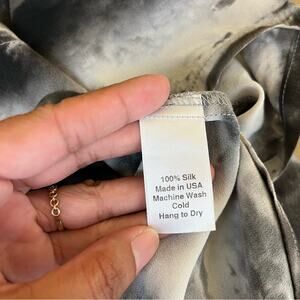 100% Silk
Made in USA
Machine Wash
Cold
Hang to Dry